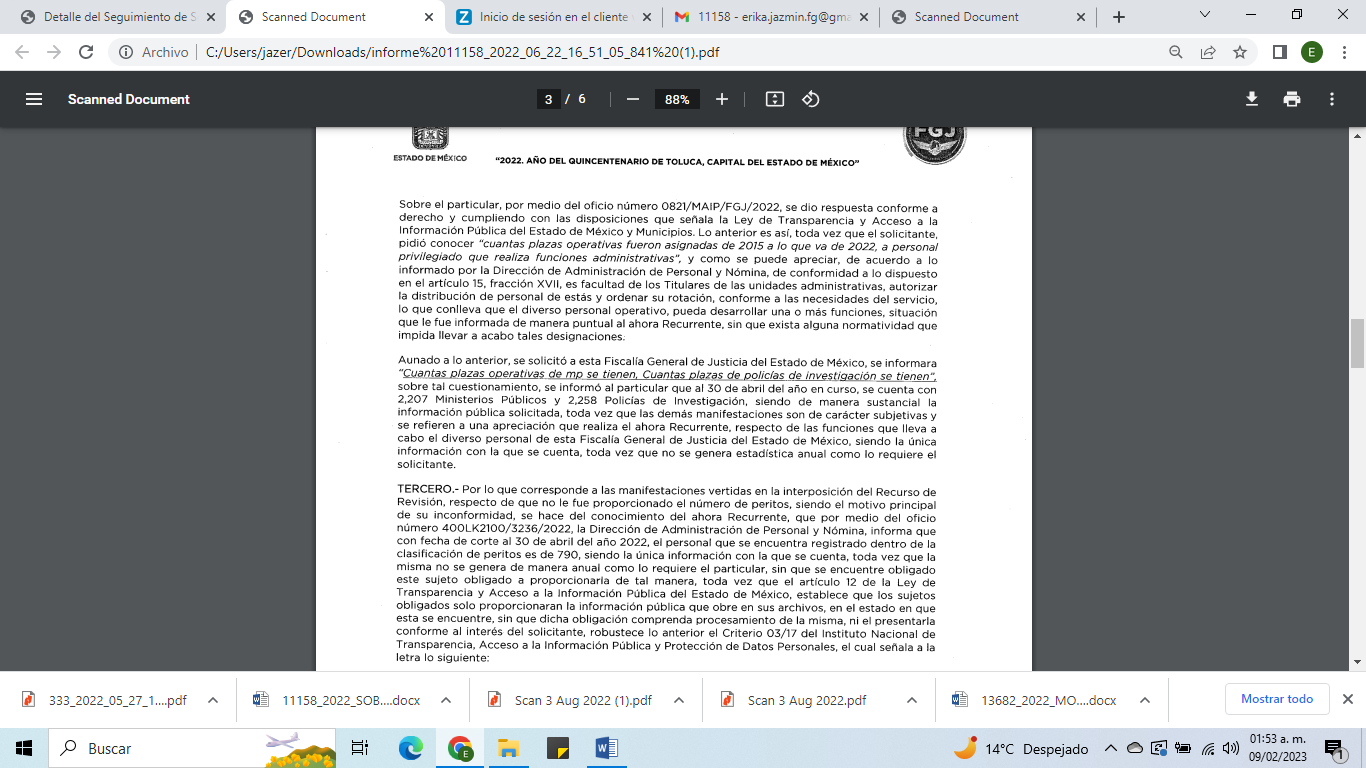 Detalle del Seguimiento de S
Scanned Document
Inicio de sesión en el cliente
11158 - erika.jazmin.fg@gma
Scanned Document
Archivo
C:/Users/jazer/Downloads/informe%2011158_2022_06_22_16_51_05_841%20(1).pdf
E
Scanned Document
3 / 6
88%
ESTADO DE MÉXICO
FGJ
"2022. AÑO DEL QUINCENTENARIO DE TOLUCA, CAPITAL DEL ESTADO DE MÉXICO"
Sobre el particular, por medio del oficio número 0821/MAIP/FGJ/2022, se dio respuesta conforme a
derecho y cumpliendo con las disposiciones que señala la Ley de Transparencia y Acceso a la
Información Pública del Estado de México y Municipios. Lo anterior es así, toda vez que el solicitante,
pidió conocer "cuantas plazas operativas fueron asignadas de 2015 a lo que va de 2022, a personal
privilegiado que realiza funciones administrativas", y como se puede apreciar, de acuerdo a lo
informado por la Dirección de Administración de Personal y Nómina, de conformidad a lo dispuesto
en el artículo 15, fracción XVII, es facultad de los Titulares de las unidades administrativas, autorizar
la distribución de personal de estás y ordenar su rotación, conforme a las necesidades del servicio,
lo que conlleva que el diverso personal operativo, pueda desarrollar una o más funciones, situación
que le fue informada de manera puntual al ahora Recurrente, sin que exista alguna normatividad que
impida llevar a acabo tales designaciones.
Aunado a lo anterior, se solicitó a esta Fiscalía General de Justicia del Estado de México, se informara
"Cuantas plazas operativas de mp se tienen, Cuantas plazas de policías de investigación se tienen",
sobre tal cuestionamiento, se informó al particular que al 30 de abril del año en curso, se cuenta con
2,207 Ministerios Públicos y 2,258 Policías de Investigación, siendo de manera sustancial la
información pública solicitada, toda vez que las demás manifestaciones son de carácter subjetivas y
se refieren a una apreciación que realiza el ahora Recurrente, respecto de las funciones que lleva a
cabo el diverso personal de esta Fiscalía General de Justicia del Estado de México, siendo la única
información con la que se cuenta, toda vez que no se genera estadística anual como lo requiere el
solicitante.
TERCERO.- Por lo que corresponde a las manifestaciones vertidas en la interposición del Recurso de
Revisión, respecto de que no le fue proporcionado el número de peritos, siendo el motivo principal
de su inconformidad, se hace del conocimiento del ahora Recurrente, que por medio del oficio
número 400LK2100/3236/2022, la Dirección de Administración de Personal y Nómina, informa que
con fecha de corte al 30 de abril del año 2022, el personal que se encuentra registrado dentro de la
clasificación de peritos es de 790, siendo la única información con la que se cuenta, toda vez que la
misma no se genera de manera anual como lo requiere el particular, sin que se encuentre obligado
este sujeto obligado a proporcionarla de tal manera, toda vez que el artículo 12 de la Ley de
Transparencia y Acceso a la Información Pública del Estado de México, establece que los sujetos
obligados solo proporcionaran la información pública que obre en sus archivos, en el estado en que
esta se encuentre, sin que dicha obligación comprenda procesamiento de la misma, ni el presentarla
conforme al interés del solicitante, robustece lo anterior el Criterio 03/17 del Instituto Nacional de
Transparencia, Acceso a la Información Pública y Protección de Datos Personales, el cual señala a la
letra lo siguiente:
333_2022_05_27_1....pdf
11158_2022_SOB....docx
Scan 3 Aug 2022 (1).pdf
Scan 3 Aug 2022.pdf
13682_2022_MO....docx
Mostrar todo
Buscar
14°C Despejado
01:53 a. m.
09/02/2023
1